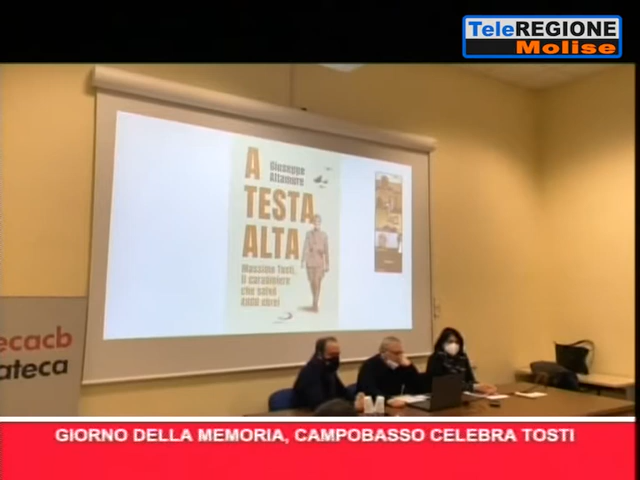 TeleREGIONE
Molise
A
Giuseppe
Altamore
TESTA
ALTA
Massimo Tosti,
il carabiniere
che salvò
ebrei
ecacb
ateca
GIORNO DELLA MEMORIA, CAMPOBASSO CELEBRA TOSTI